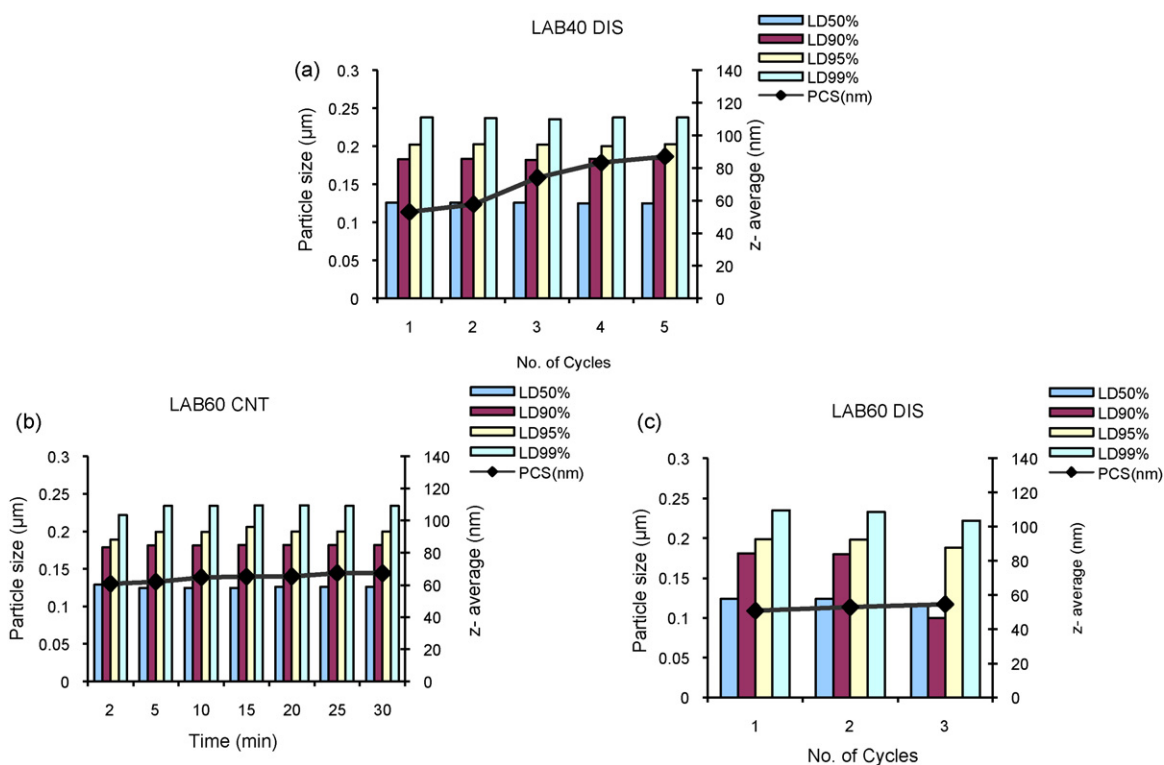 LAB40 DIS
LD50%
LD90%
LD95%
LD99%
PCS(nm)
(a)
0.3
0.25
0.2
0.15
0.1
0.05
0
Particle size (µm)
140
120
100
80
60
40
20
0
z- average (nm)
1 2 3 4 5
No. of Cycles
LAB60 CNT
LD50%
LD90%
LD95%
LD99%
PCS(nm)
(b)
0.3
0.25
0.2
0.15
0.1
0.05
0
Particle size (µm)
140
120
100
80
60
40
20
0
z- average (nm)
2 5 10 15 20 25 30
Time (min)
LAB60 DIS
LD50%
LD90%
LD95%
LD99%
PCS(nm)
(c)
0.3
0.25
0.2
0.15
0.1
0.05
0
Particle size (µm)
140
120
100
80
60
40
20
0
z- average (nm)
1 2 3
No. of Cycles